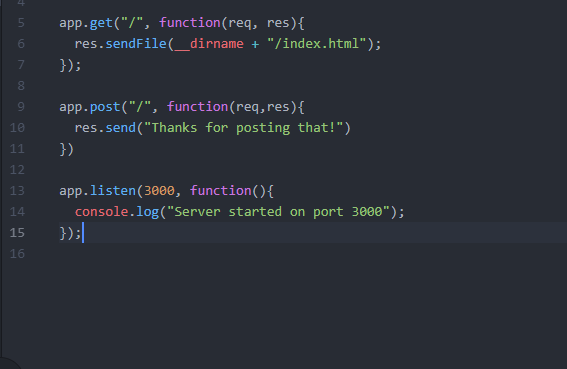 4
5 app.get("/", function(req, res){
6 res.sendFile(__dirname + "/index.html");
7 });
8
9 app.post("/", function(req,res){
10 res.send("Thanks for posting that!")
11 })
12
13 app.listen(3000, function(){
14 console.log("Server started on port 3000");
15 });
16